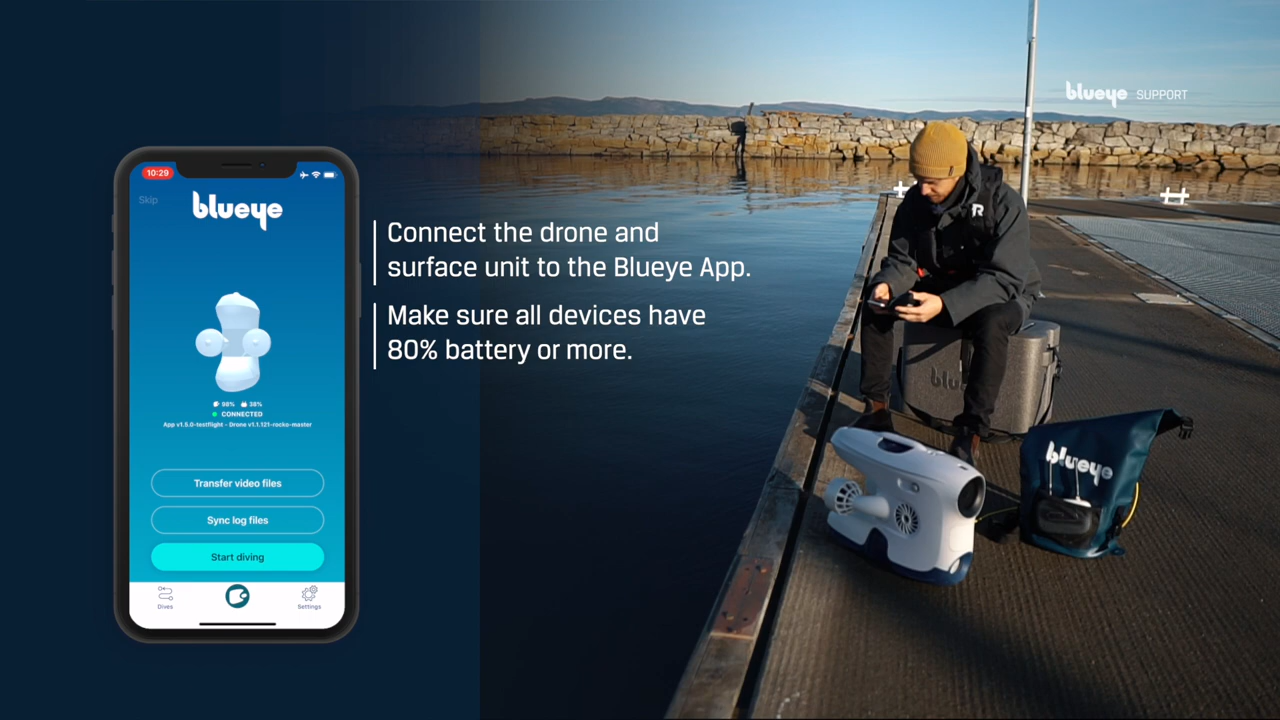 blueye SUPPORT
10:29
Skip
blueye
98% 38%
CONNECTED
App v1.5.0-testflight - Drone v1.1.121-rocko-master
Transfer video files
Sync log files
Start diving
Dives
Settings
Connect the drone and
surface unit to the Blueye App.
Make sure all devices have
80% battery or more.
R
blu
blueye